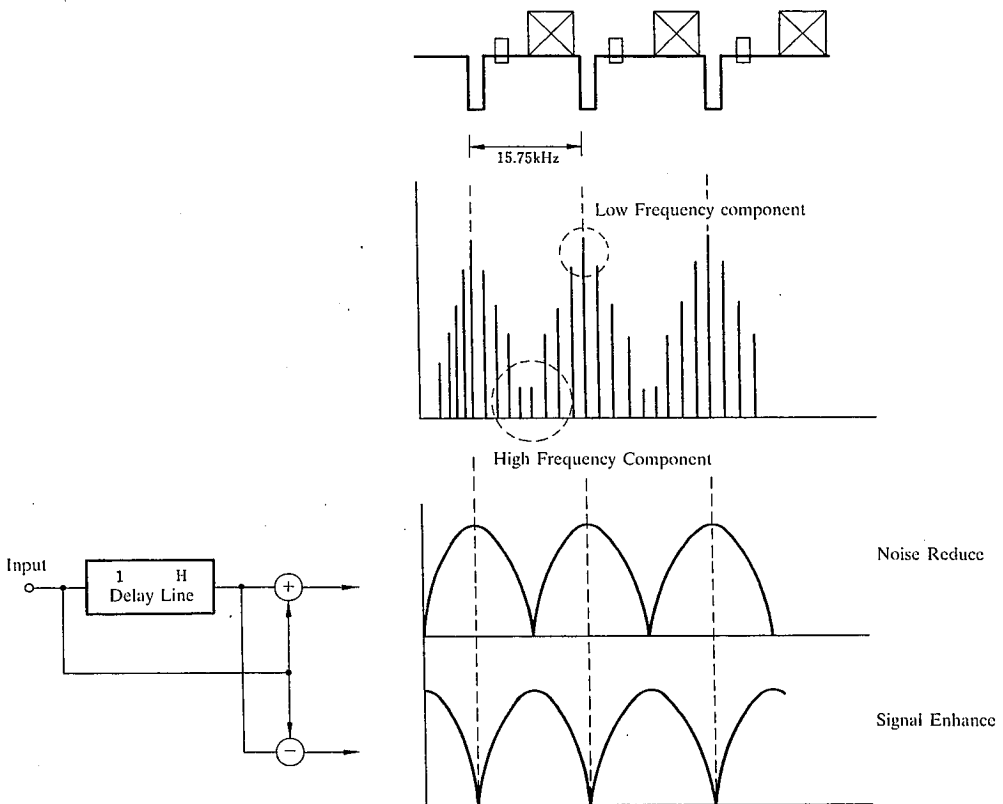 15.75kHz
Low Frequency component
High Frequency Component
Input
1 H
Delay Line
+
−
Noise Reduce
Signal Enhance